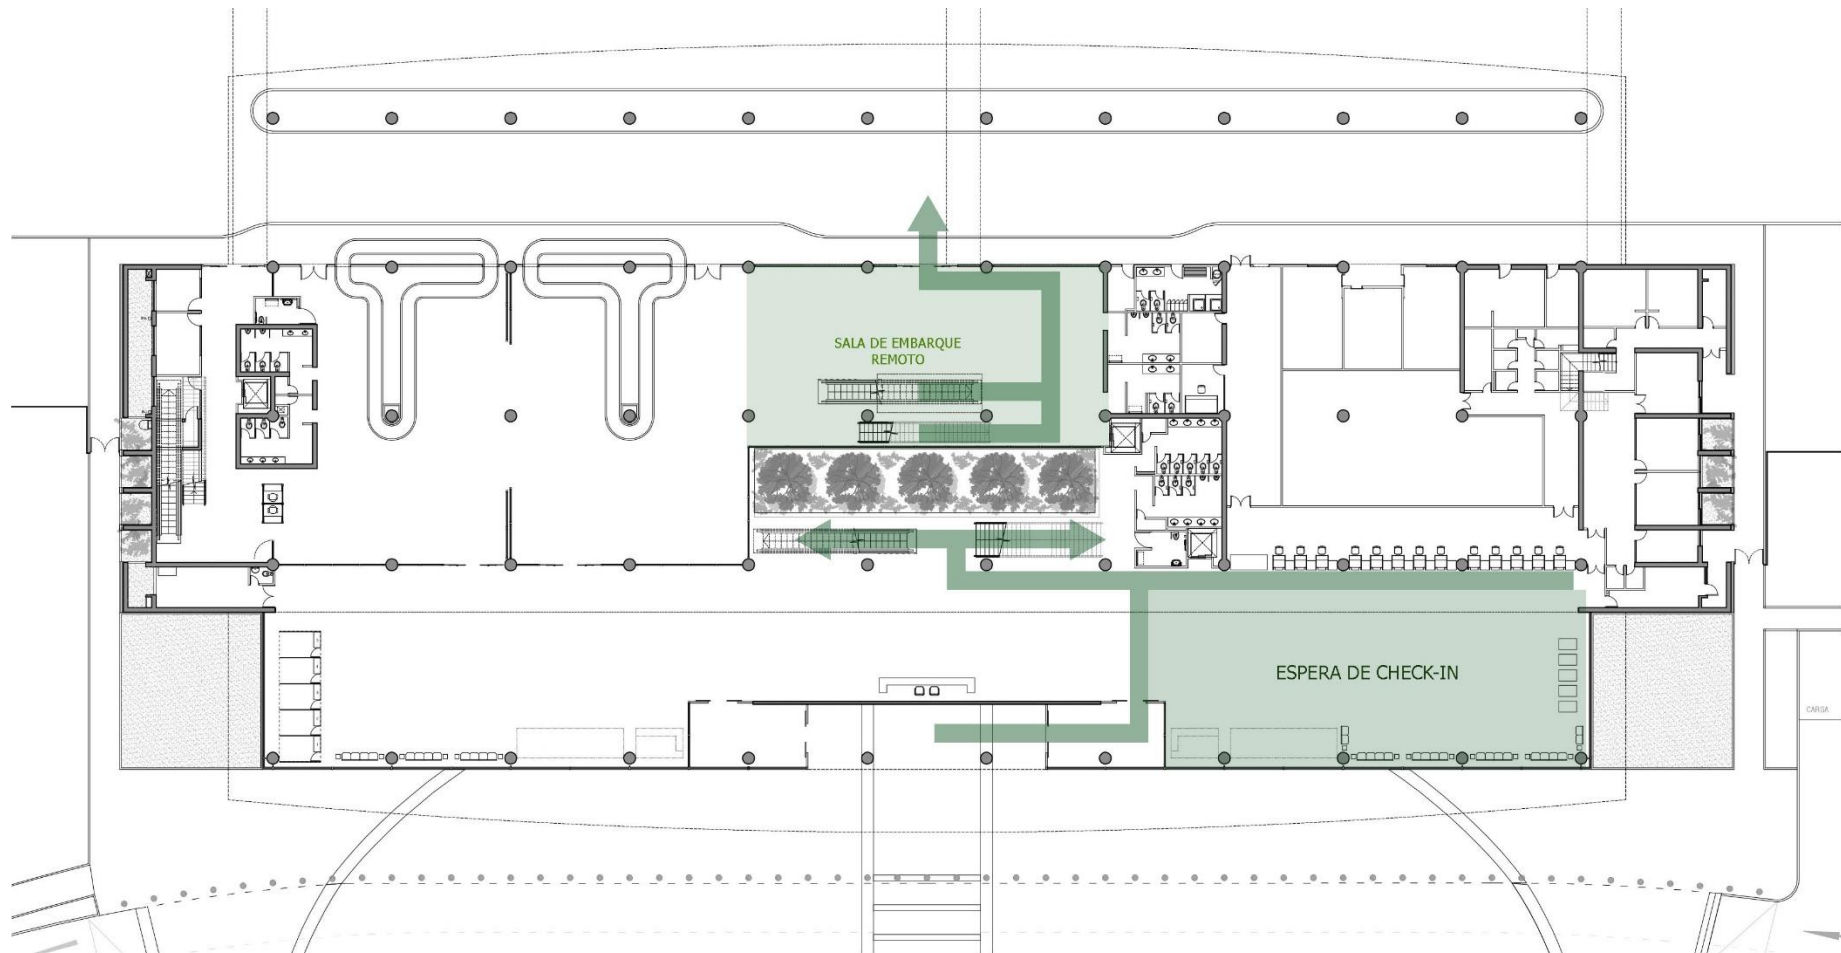 SALA DE EMBARQUE
REMOTO
ESPERA DE CHECK-IN
CARGA